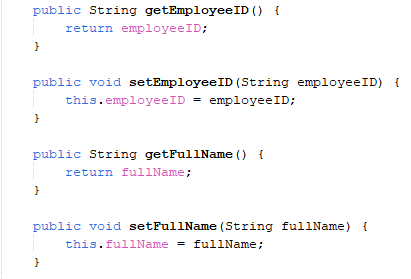 public String getEmployeeID() {
return employeeID;
}
public void setEmployeeID(String employeeID) {
this.employeeID = employeeID;
}
public String getFullName() {
return fullName;
}
public void setFullName(String fullName) {
this.fullName = fullName;
}